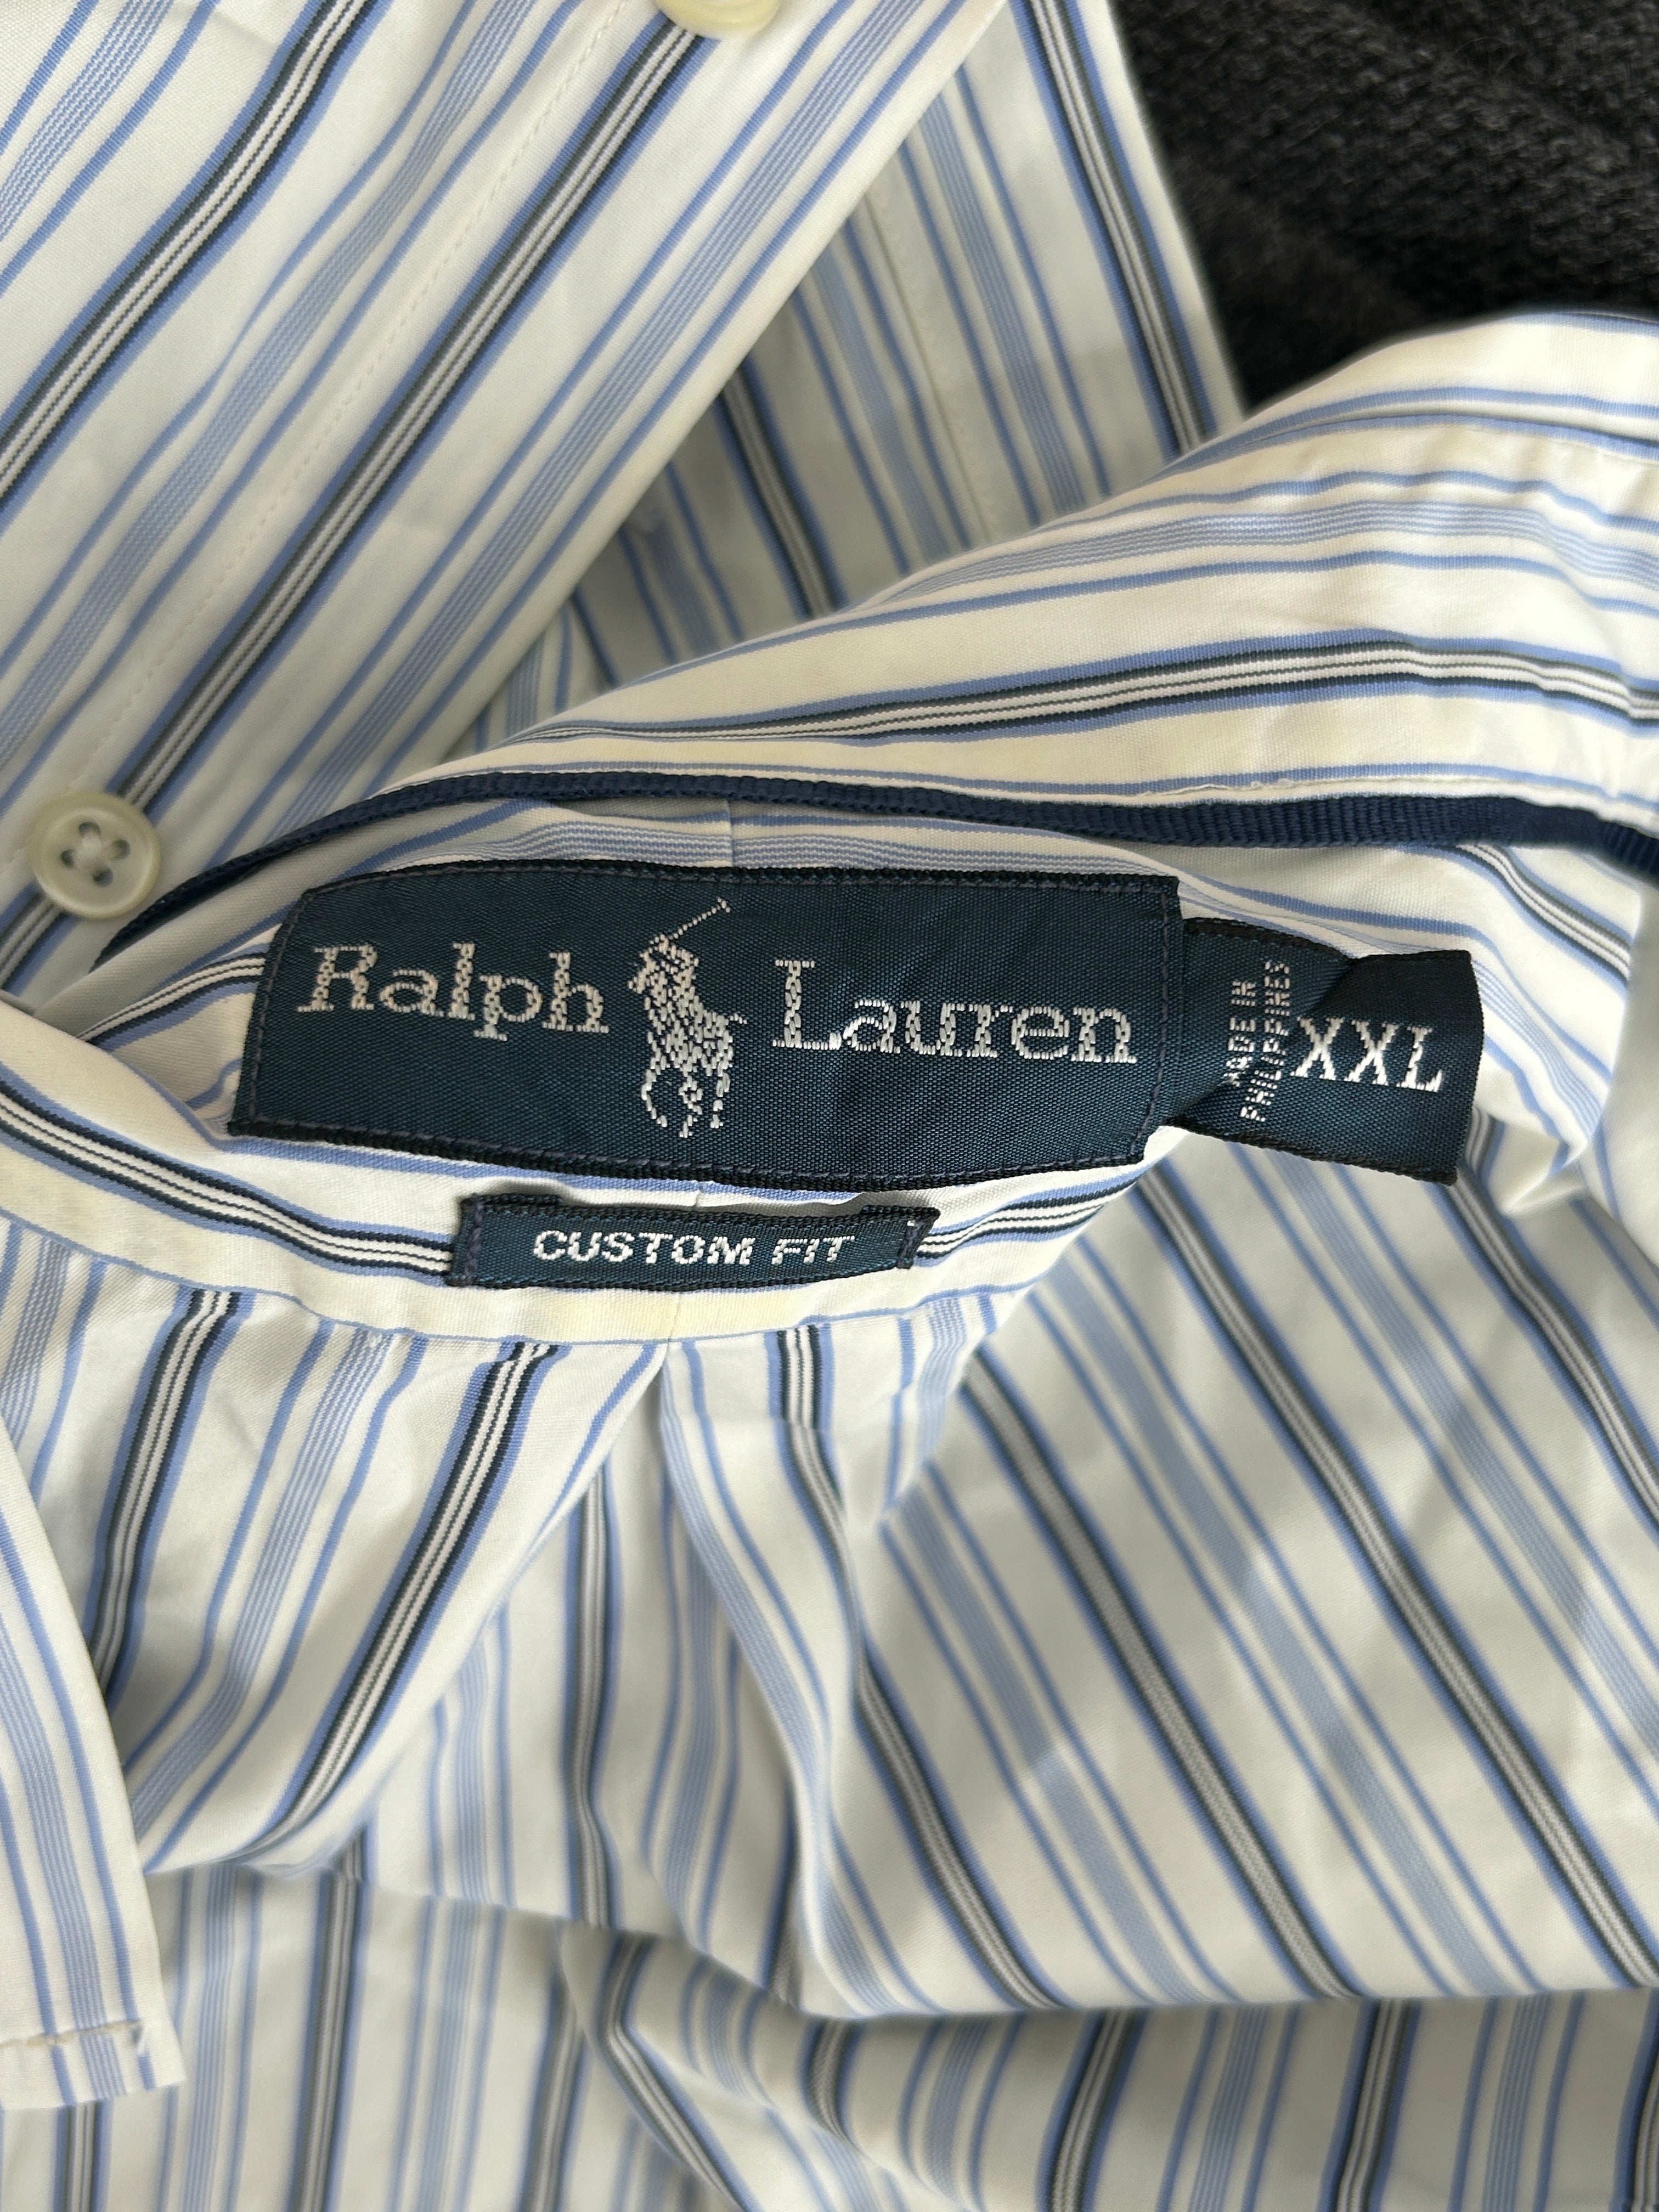 Ralph Lauren
MADE IN
PHILIPPINES
XXL
CUSTOM FIT